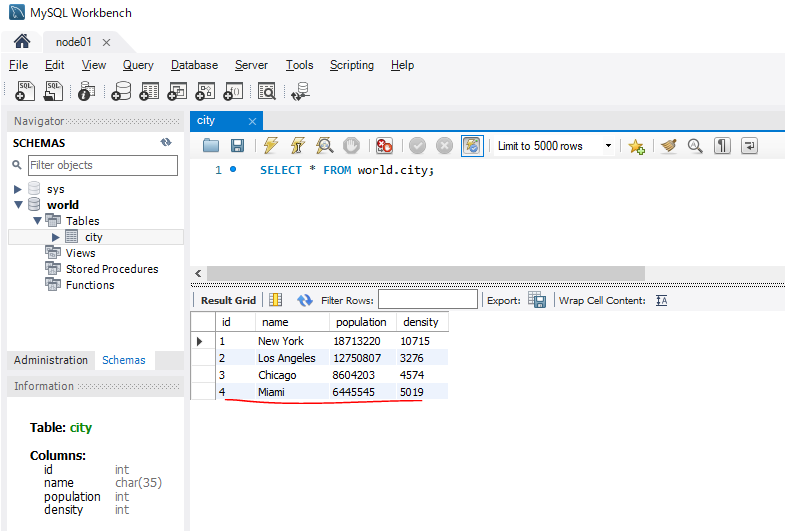 MySQL Workbench
node01
File Edit View Query Database Server Tools Scripting Help
SQL SQL
Navigator
SCHEMAS
Filter objects
sys
world
Tables
city
Views
Stored Procedures
Functions
Administration Schemas
Information
Table: city
Columns:
id int
name char(35)
population int
density int
city
Limit to 5000 rows
1 SELECT * FROM world.city;
Result Grid Filter Rows: Export: Wrap Cell Content:
id name population density
1 New York 18713220 10715
2 Los Angeles 12750807 3276
3 Chicago 8604203 4574
4 Miami 6445545 5019